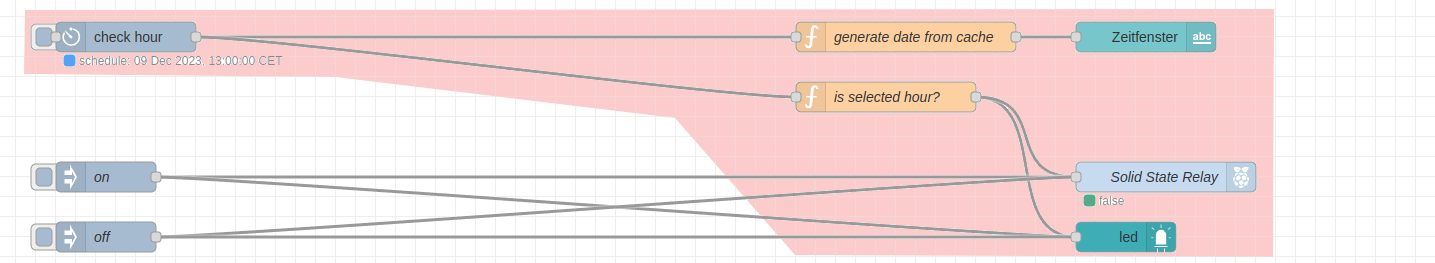 check hour
generate date from cache
Zeitfenster
abc
schedule: 09 Dec 2023, 13:00:00 CET
is selected hour?
on
Solid State Relay
false
off
led